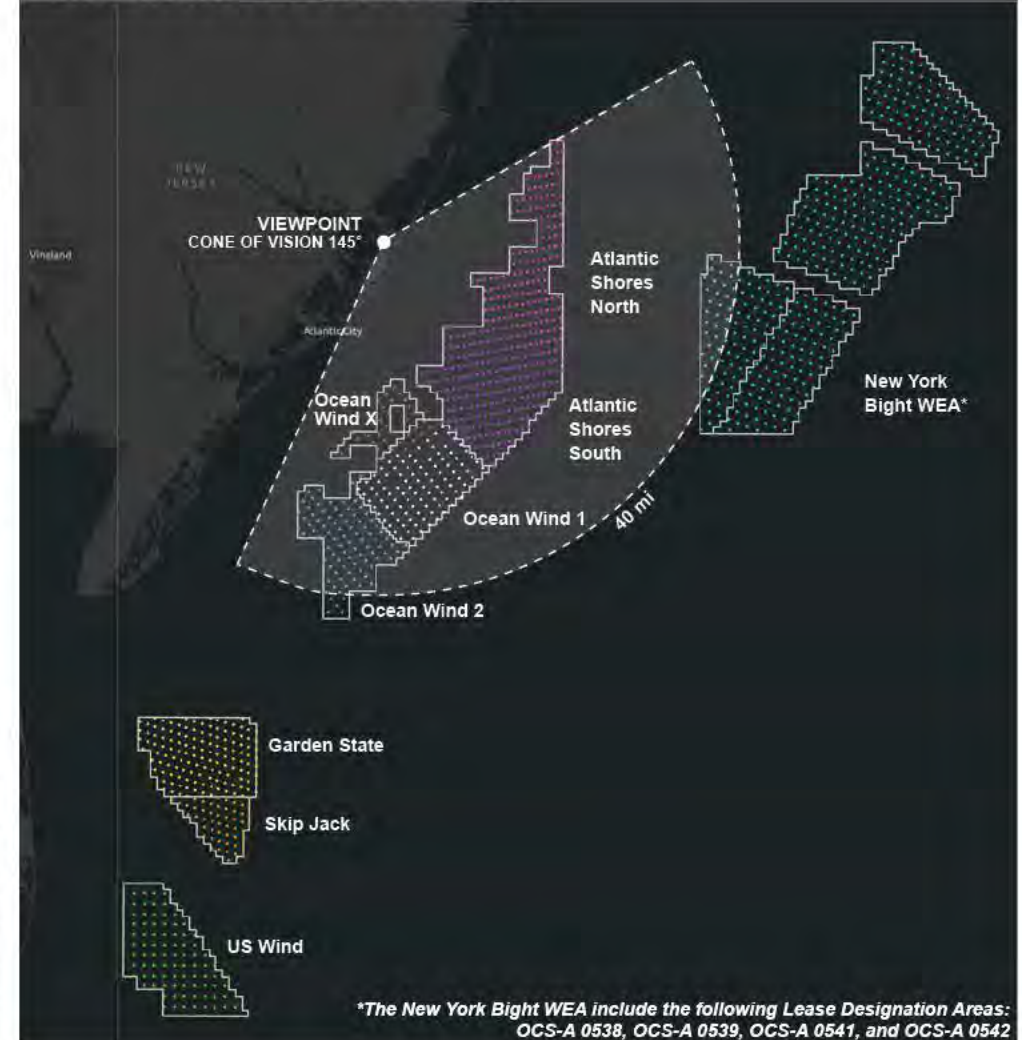 NEW
JERSEY
VIEWPOINT
CONE OF VISION 145°
Vineland
Atlantic City
Atlantic
Shores
North
Ocean
Wind X
Atlantic
Shores
South
New York
Bight WEA*
Ocean Wind 1
40 mi
Ocean Wind 2
Garden State
Skip Jack
US Wind
*The New York Bight WEA include the following Lease Designation Areas:
OCS-A 0538, OCS-A 0539, OCS-A 0541, and OCS-A 0542